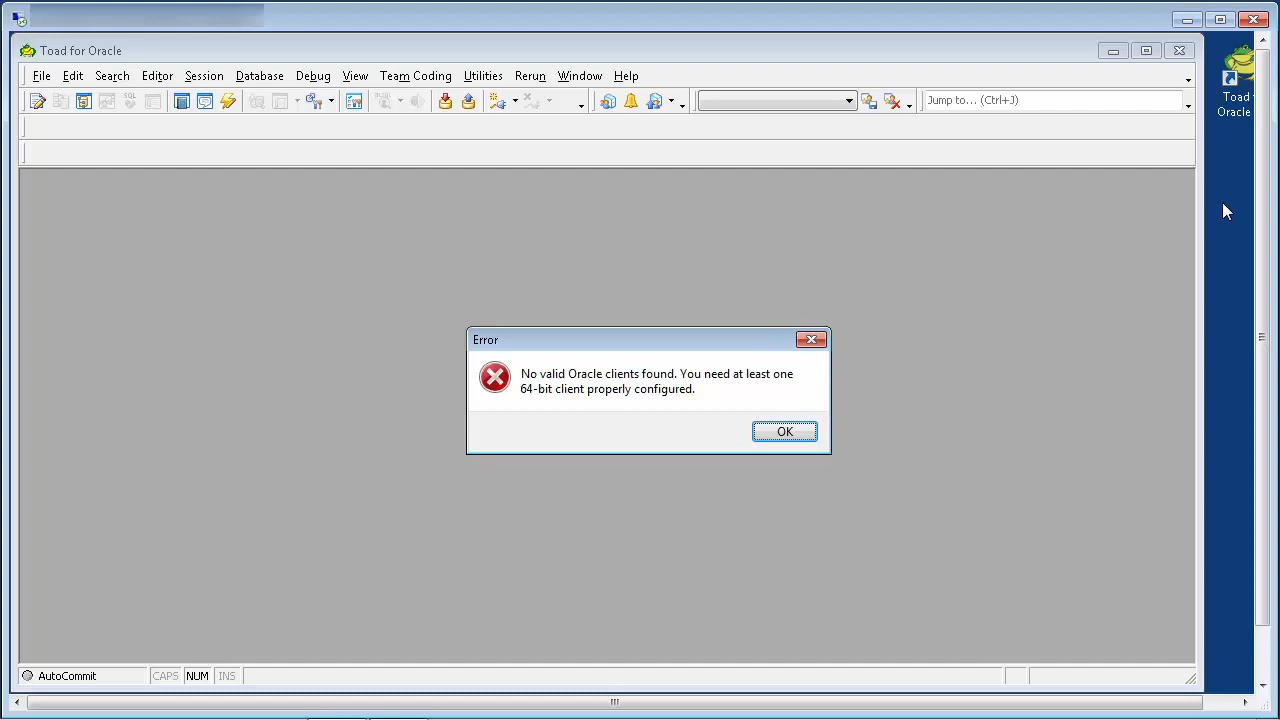 Toad for Oracle
File Edit Search Editor Session Database Debug View Team Coding Utilities Rerun Window Help
SQL
Jump to... (Ctrl+J)
Toad
Oracle
Error
No valid Oracle clients found. You need at least one
64-bit client properly configured.
OK
AutoCommit CAPS NUM INS